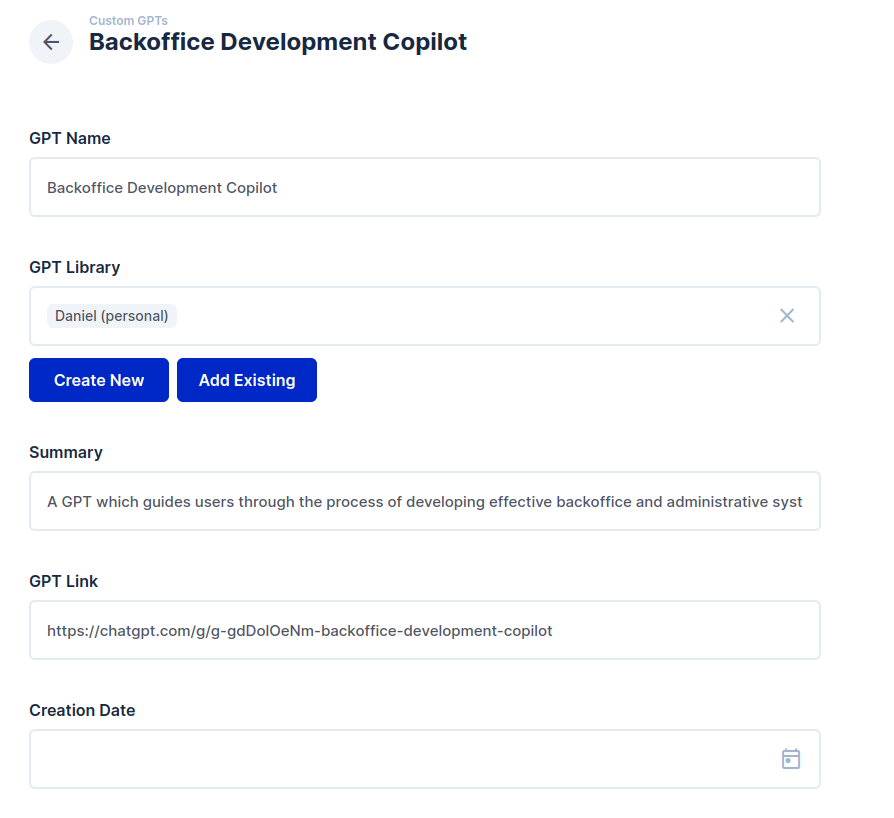 Custom GPTs
Backoffice Development Copilot
GPT Name
Backoffice Development Copilot
GPT Library
Daniel (personal)
Create New
Add Existing
Summary
A GPT which guides users through the process of developing effective backoffice and administrative syst
GPT Link
https://chatgpt.com/g/g-gdDolOeNm-backoffice-development-copilot
Creation Date